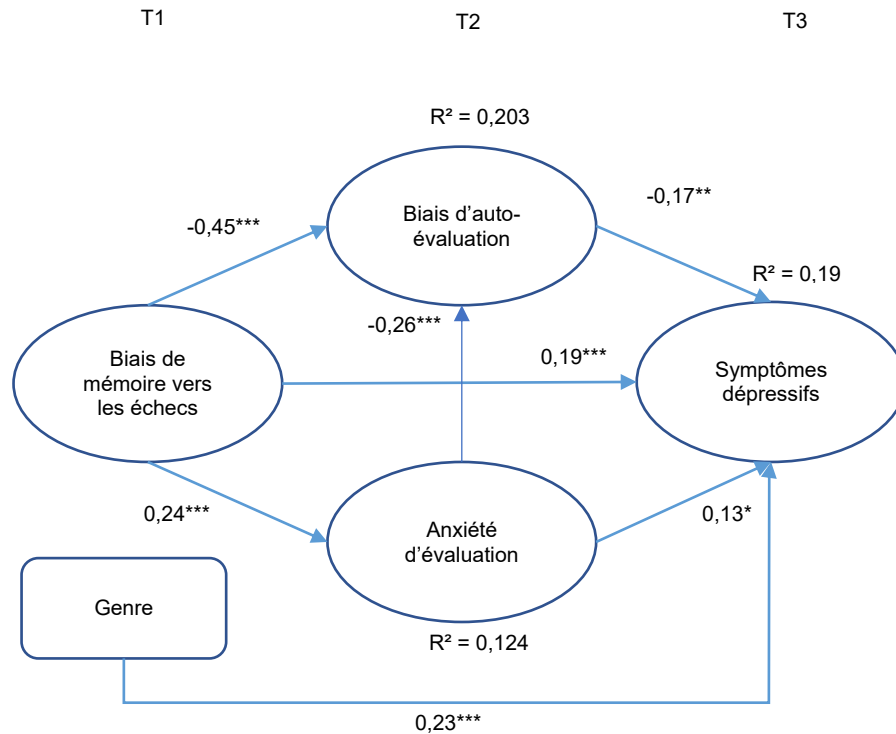 T1
T2
T3
R² = 0,203
Biais d’auto-
évaluation
-0,45***
-0,17**
R² = 0,19
-0,26***
Biais de
mémoire vers
les échecs
0,19***
Symptômes
dépressifs
0,24***
Anxiété
d’évaluation
0,13*
Genre
R² = 0,124
0,23***